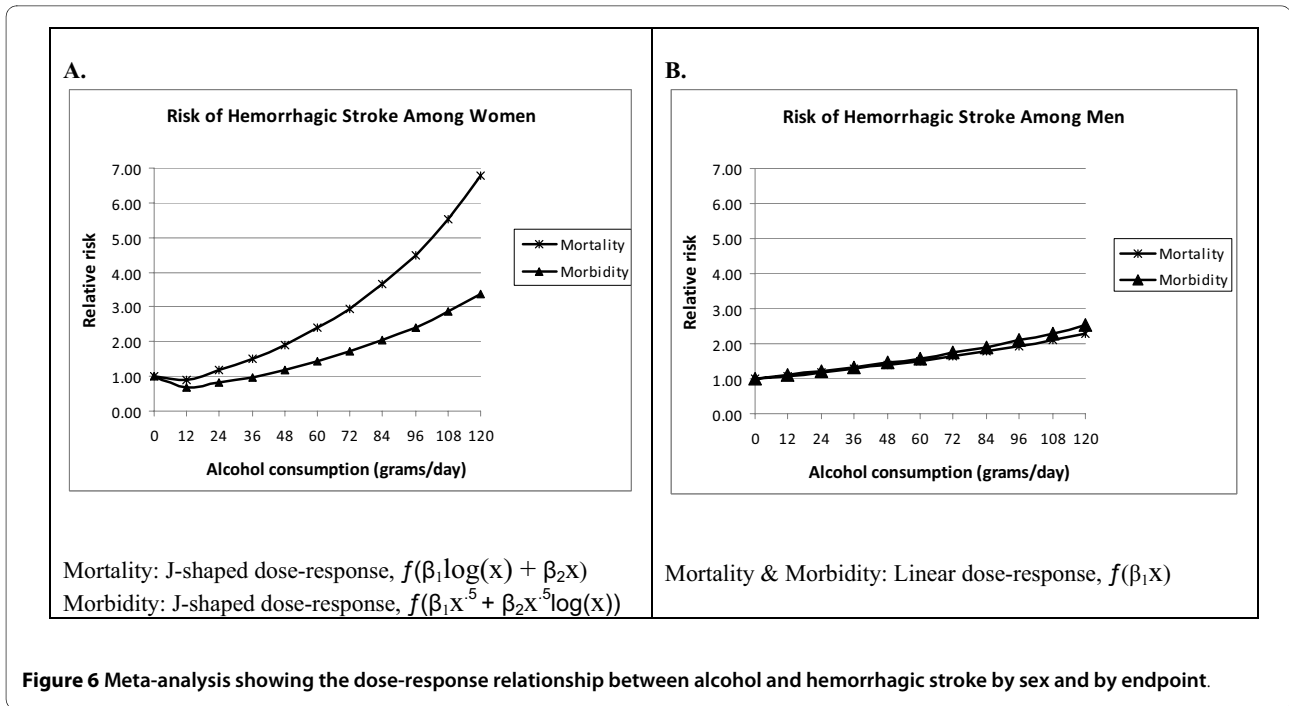 A.
Risk of Hemorrhagic Stroke Among Women
7.00
6.00
5.00
4.00
3.00
2.00
1.00
0.00
Relative risk
0 12 24 36 48 60 72 84 96 108 120
Alcohol consumption (grams/day)
Mortality
Morbidity
Mortality: J-shaped dose-response, ƒ(β₁log(x) + β₂x)
Morbidity: J-shaped dose-response, ƒ(β₁x^.5 + β₂x^.5log(x))
B.
Risk of Hemorrhagic Stroke Among Men
7.00
6.00
5.00
4.00
3.00
2.00
1.00
0.00
Relative risk
0 12 24 36 48 60 72 84 96 108 120
Alcohol consumption (grams/day)
Mortality
Morbidity
Mortality & Morbidity: Linear dose-response, ƒ(β₁x)
Figure 6 Meta-analysis showing the dose-response relationship between alcohol and hemorrhagic stroke by sex and by endpoint.